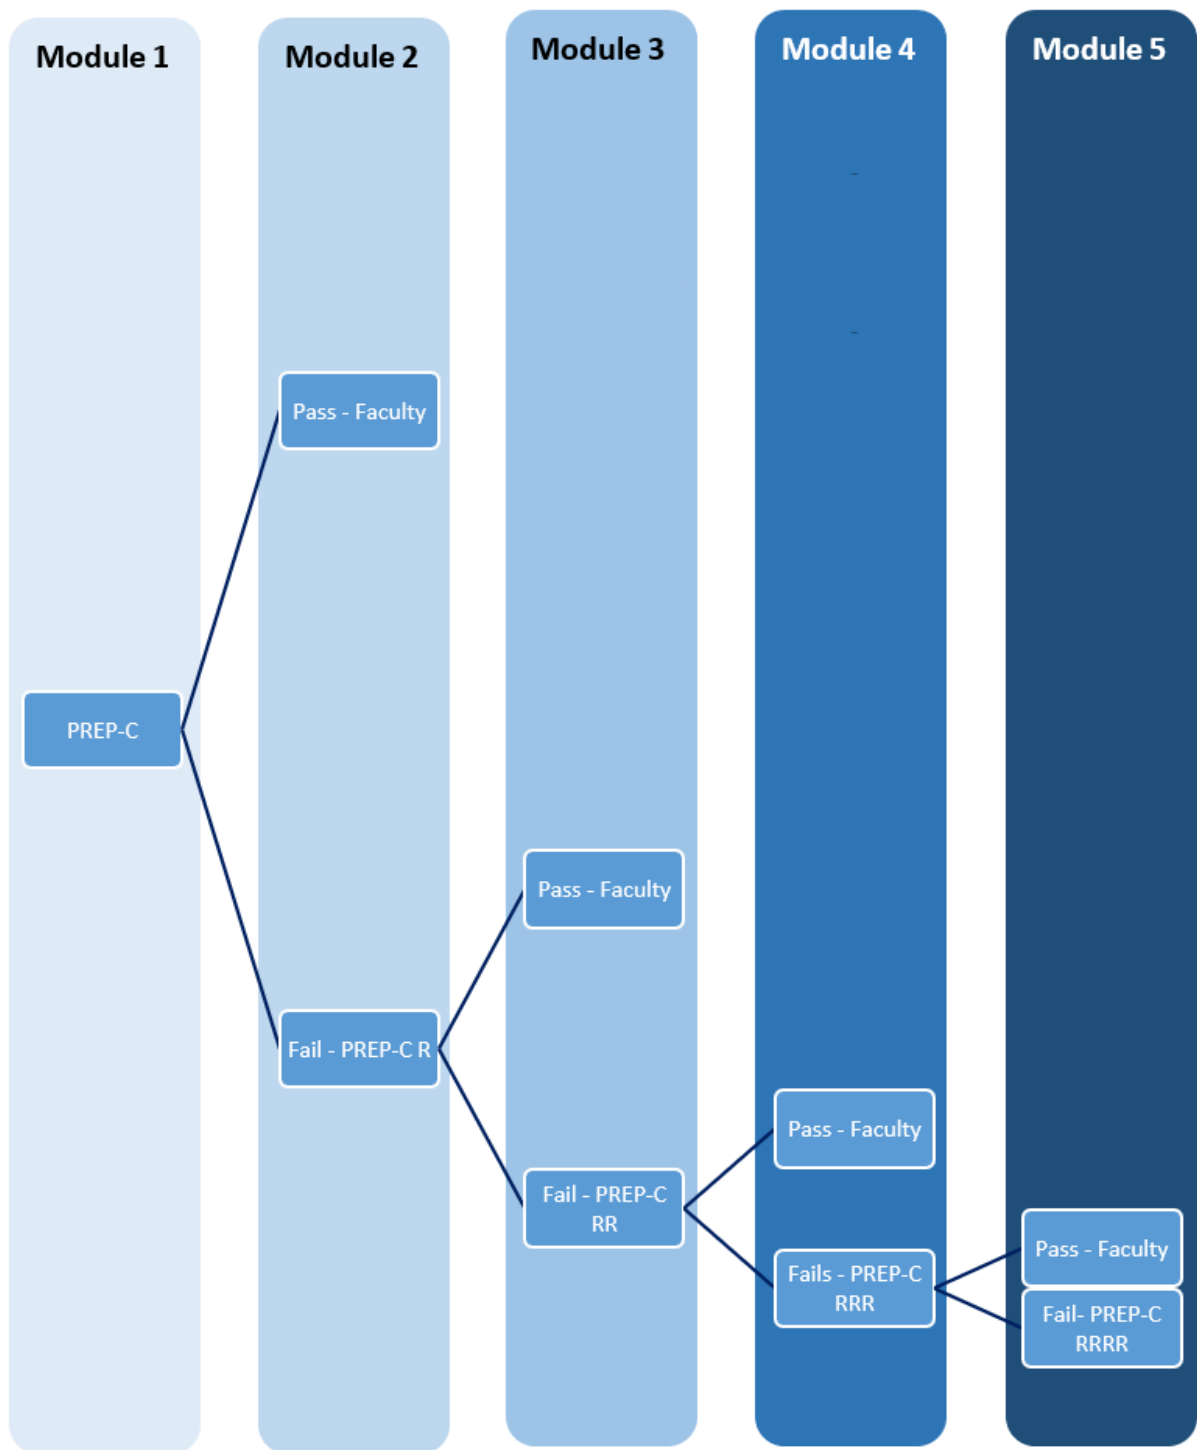 Module 1
Module 2
Module 3
Module 4
Module 5
-
-
Pass - Faculty
PREP-C
Pass - Faculty
Fail - PREP-C R
Pass - Faculty
Fail - PREP-C
RR
Pass - Faculty
Fails - PREP-C
RRR
Fail- PREP-C
RRRR